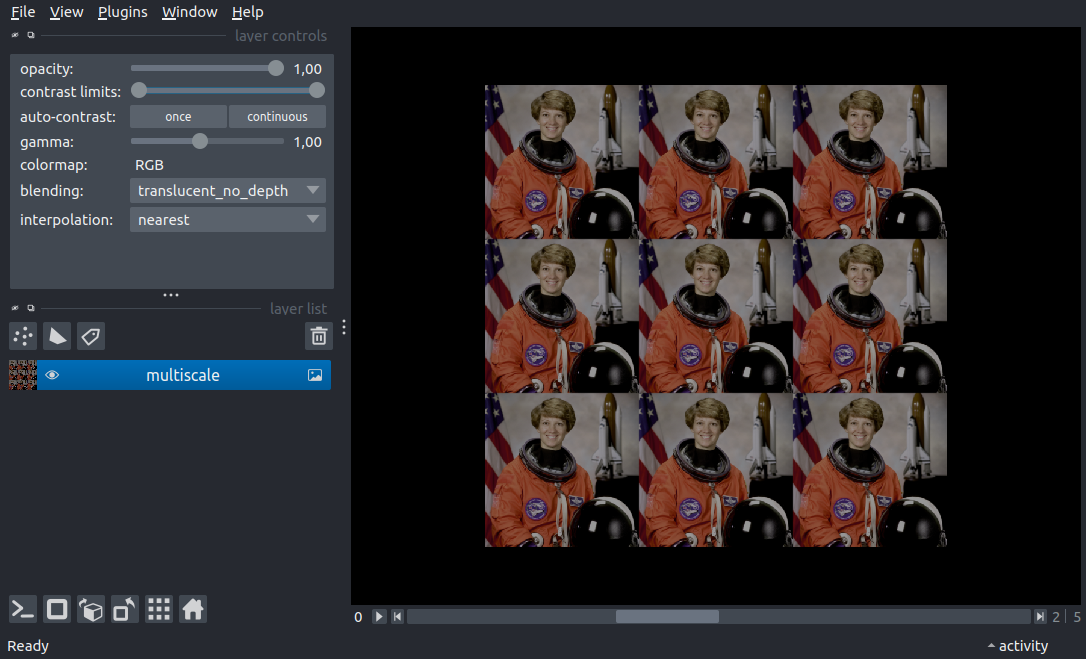 File View Plugins Window Help
layer controls
opacity: 1,00
contrast limits:
auto-contrast: once continuous
gamma: 1,00
colormap: RGB
blending: translucent_no_depth
interpolation: nearest
layer list
multiscale
0 2 5
Ready activity